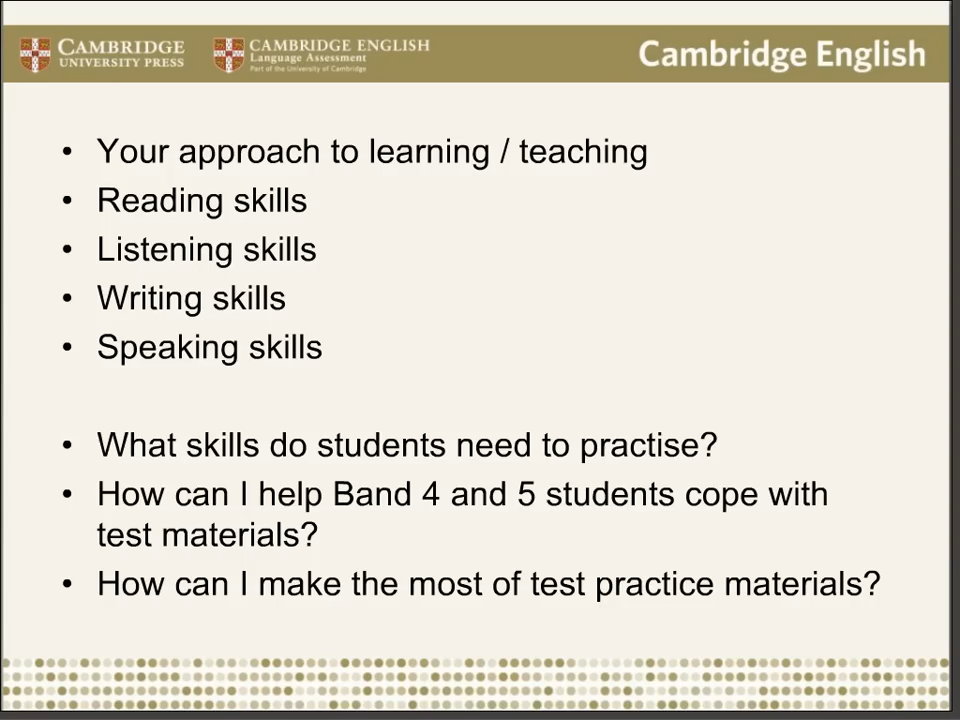 CAMBRIDGE
UNIVERSITY PRESS
CAMBRIDGE ENGLISH
Language Assessment
Part of the University of Cambridge
Cambridge English
• Your approach to learning / teaching
• Reading skills
• Listening skills
• Writing skills
• Speaking skills
• What skills do students need to practise?
• How can I help Band 4 and 5 students cope with
test materials?
• How can I make the most of test practice materials?